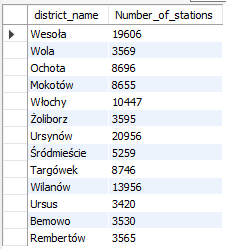 district_name Number_of_stations
Wesoła 19606
Wola 3569
Ochota 8696
Mokotów 8655
Włochy 10447
Żoliborz 3595
Ursynów 20956
Śródmieście 5259
Targówek 8746
Wilanów 13956
Ursus 3420
Bemowo 3530
Rembertów 3565